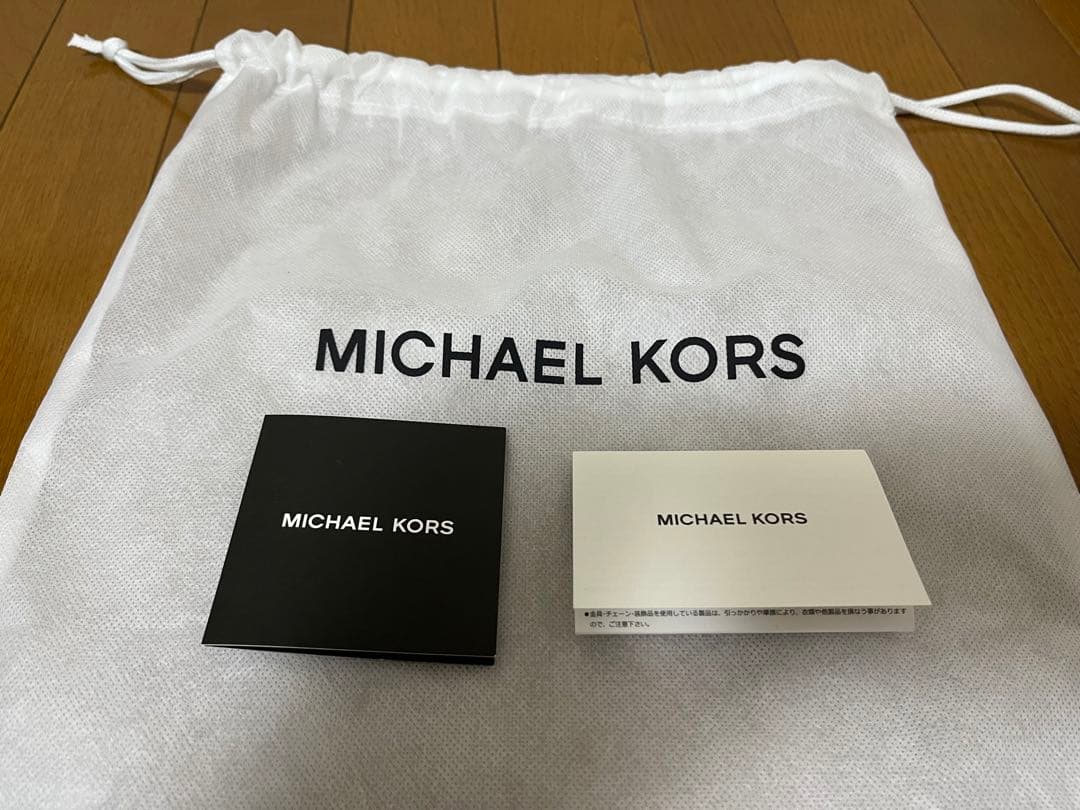 MICHAEL KORS
MICHAEL KORS
MICHAEL KORS
●金具・チェーン・装飾品を使用している製品は、引っかかりや摩擦により、衣類や他製品を損なう事があります
ので、ご注意下さい。